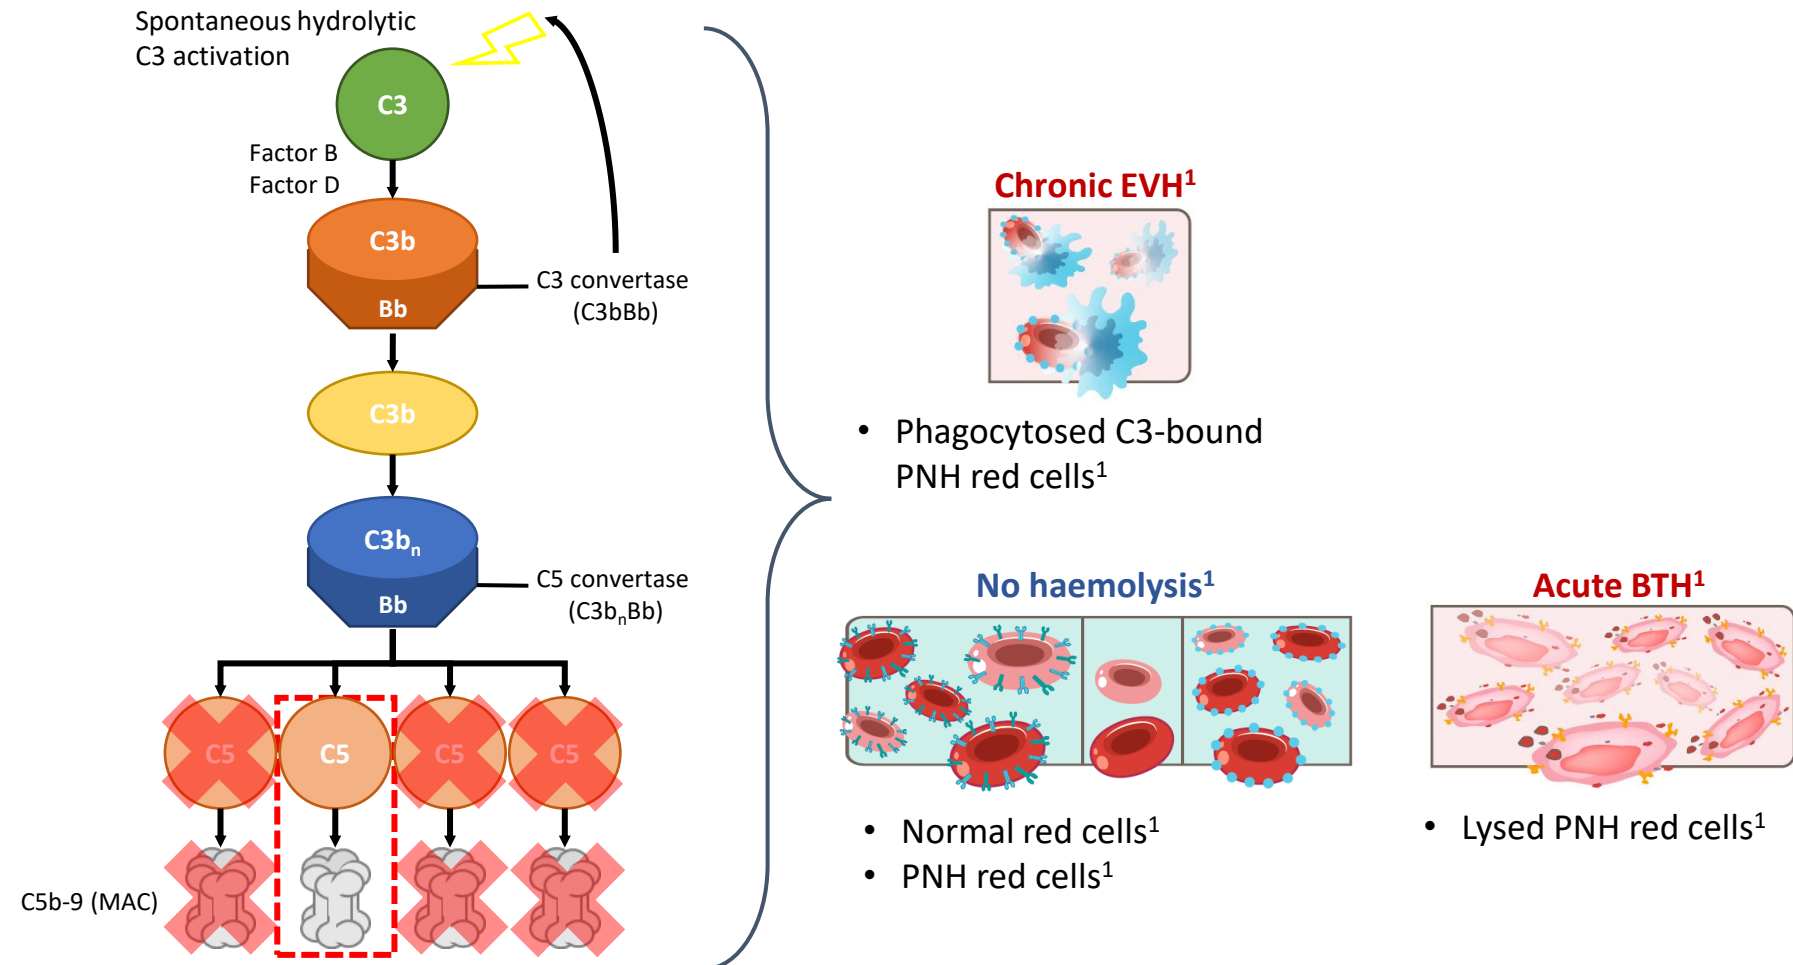 Spontaneous hydrolytic
C3 activation
C3
Factor B
Factor D
C3b
Bb
C3 convertase
(C3bBb)
C3b
C3bₙ
Bb
C5 convertase
(C3bₙBb)
C5
C5
C5
C5
C5b-9 (MAC)
Chronic EVH¹
• Phagocytosed C3-bound
PNH red cells¹
No haemolysis¹
• Normal red cells¹
• PNH red cells¹
Acute BTH¹
• Lysed PNH red cells¹